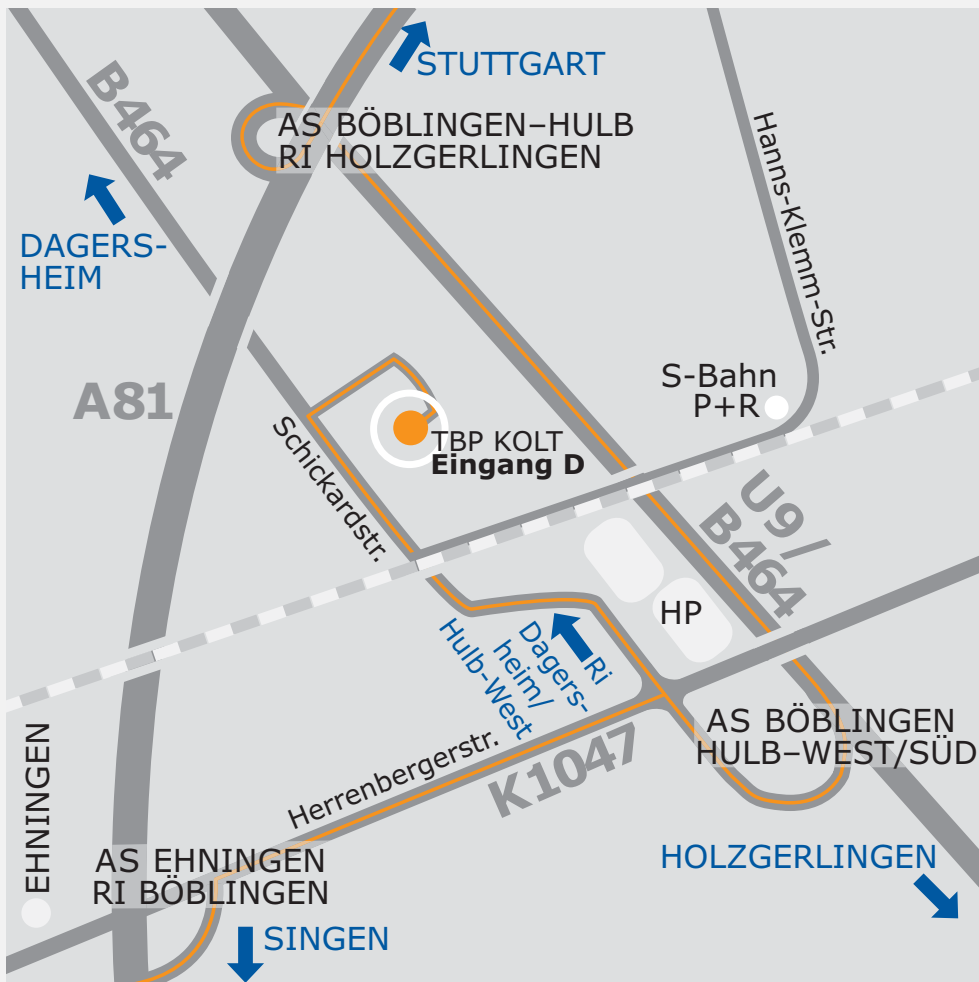 STUTTGART
B464
AS BÖBLINGEN–HULB
RI HOLZGERLINGEN
Hanns-Klemm-Str.
DAGERS-
HEIM
A81
S-Bahn
P+R
TBP KOLT
Eingang D
Schickardstr.
U9/
B464
HP
Ri
Dagers-
heim/
Hulb-West
AS BÖBLINGEN
HULB–WEST/SÜD
Herrenbergerstr.
K1047
EHNINGEN
AS EHNINGEN
RI BÖBLINGEN
HOLZGERLINGEN
SINGEN